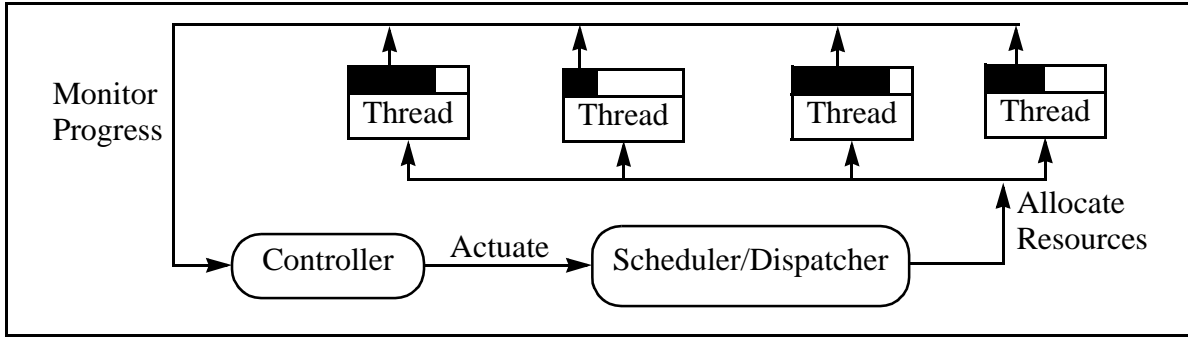 Monitor
Progress
Thread
Thread
Thread
Thread
Allocate
Resources
Controller
Actuate
Scheduler/Dispatcher